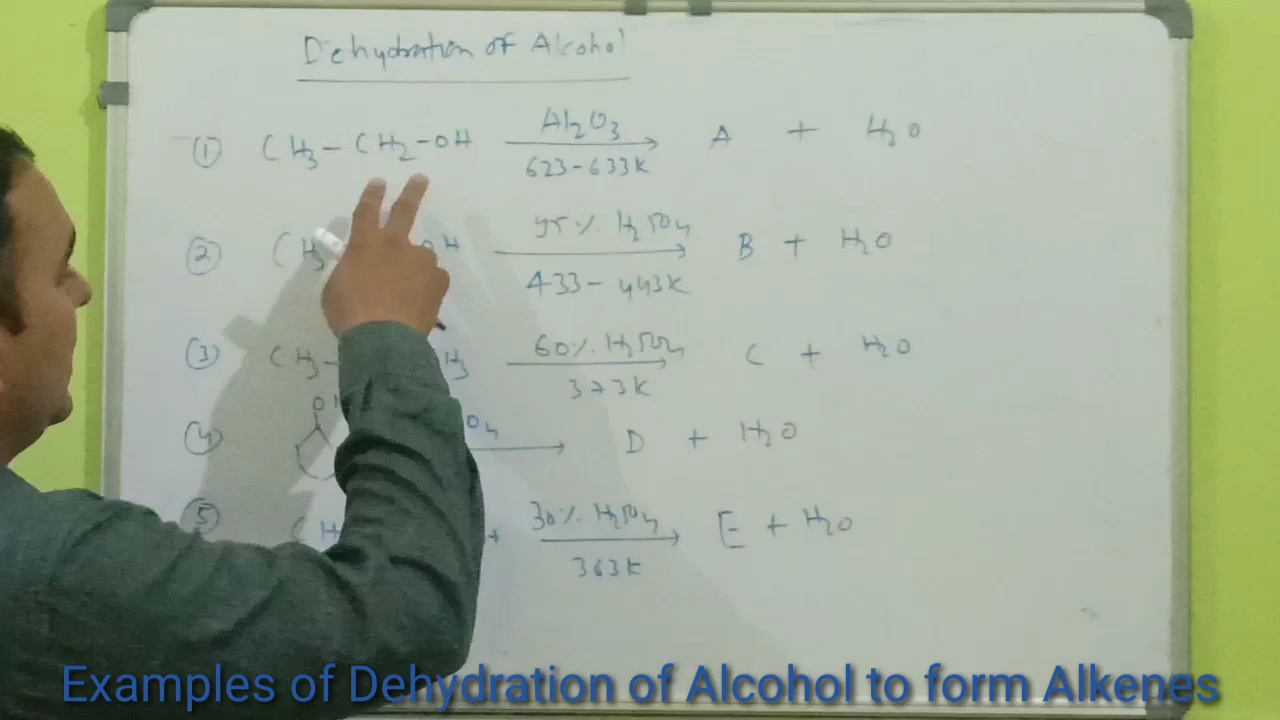 Dehydration of Alcohol
① CH3 – CH2 – OH Al2O3 623 – 633K A + H2O
② CH3 OH 95% H2SO4 433 – 443K B + H2O
③ CH3 – H3 60% H2SO4 373K C + H2O
④ OH O4 D + H2O
⑤ CH + 30% H2SO4 363K E + H2O
Examples of Dehydration of Alcohol to form Alkenes